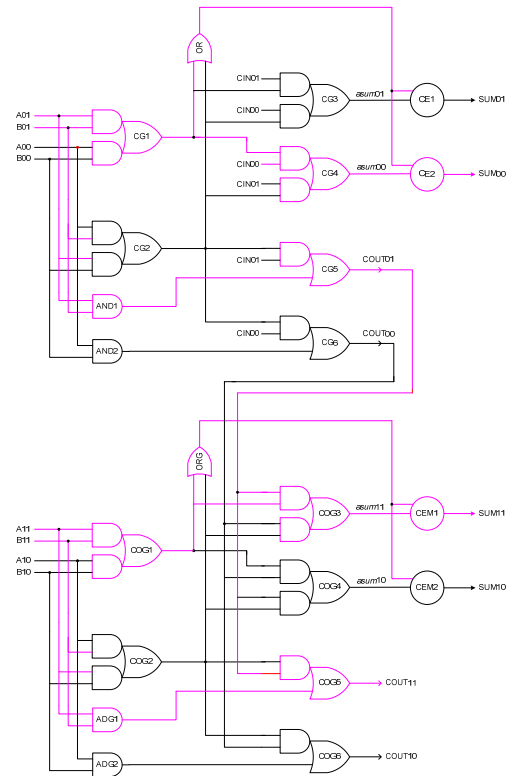 OR
CIN01
CG3
asum01
CE1
SUM01
A01
B01
CG1
CIN00
A00
B00
CIN00
CG4
asum00
CE2
SUM00
CIN01
CG2
CIN01
CG5
COUT01
AND1
CIN00
CG6
COUT00
AND2
ORG
COG3
asum11
CEM1
SUM11
A11
B11
COG1
A10
B10
COG4
asum10
CEM2
SUM10
COG2
COG5
COUT11
ADG1
COG6
COUT10
ADG2